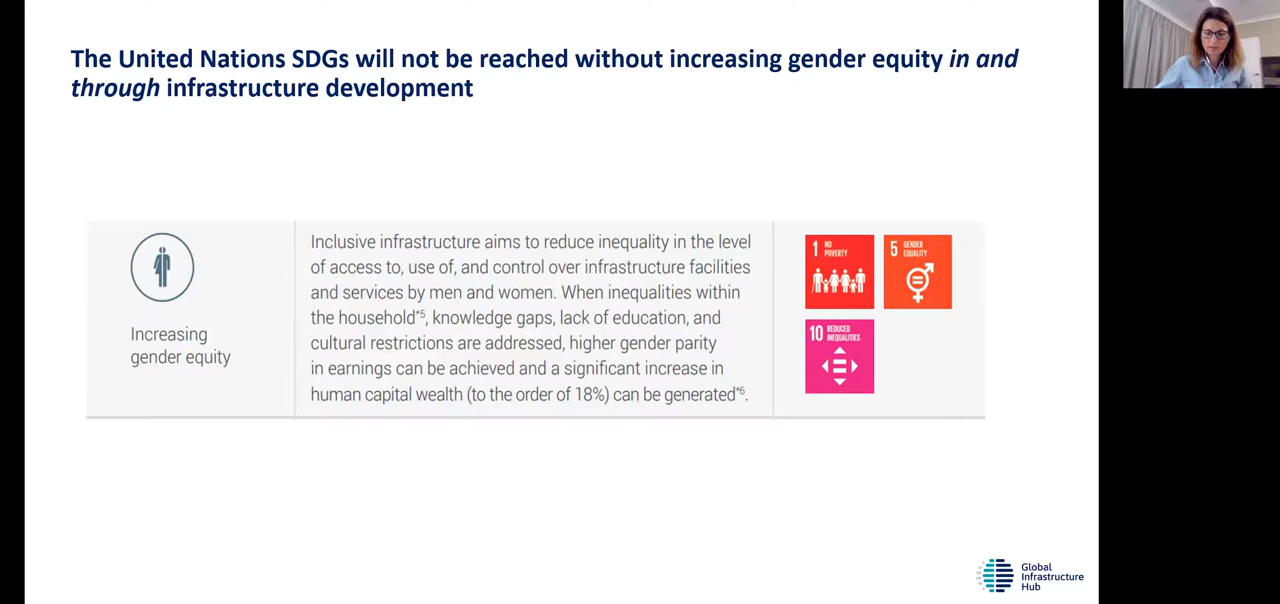 The United Nations SDGs will not be reached without increasing gender equity in and
through infrastructure development
Increasing
gender equity
Inclusive infrastructure aims to reduce inequality in the level
of access to, use of, and control over infrastructure facilities
and services by men and women. When inequalities within
the household*5, knowledge gaps, lack of education, and
cultural restrictions are addressed, higher gender parity
in earnings can be achieved and a significant increase in
human capital wealth (to the order of 18%) can be generated*6.
1 NO
POVERTY
5 GENDER
EQUALITY
10 REDUCED
INEQUALITIES
Global
Infrastructure
Hub